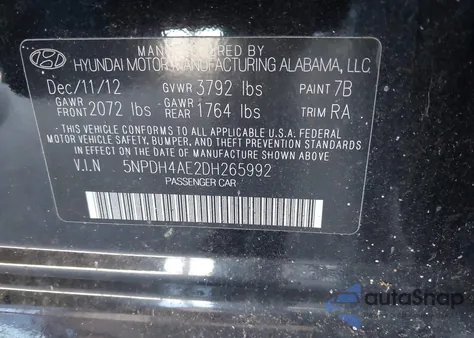 MANUFACTURED BY
HYUNDAI MOTOR MANUFACTURING ALABAMA, LLC.
Dec/11/12 GVWR 3792 lbs PAINT 7B
GAWR FRONT 2072 lbs GAWR REAR 1764 lbs TRIM RA
THIS VEHICLE CONFORMS TO ALL APPLICABLE U.S.A FEDERAL
MOTOR VEHICLE SAFETY, BUMPER, AND THEFT PREVENTION
STANDARDS IN EFFECT ON THE DATE OF MANUFACTURE SHOWN ABOVE.
V.I.N 5NPDH4AE2DH265992
PASSENGER CAR
autoSnap